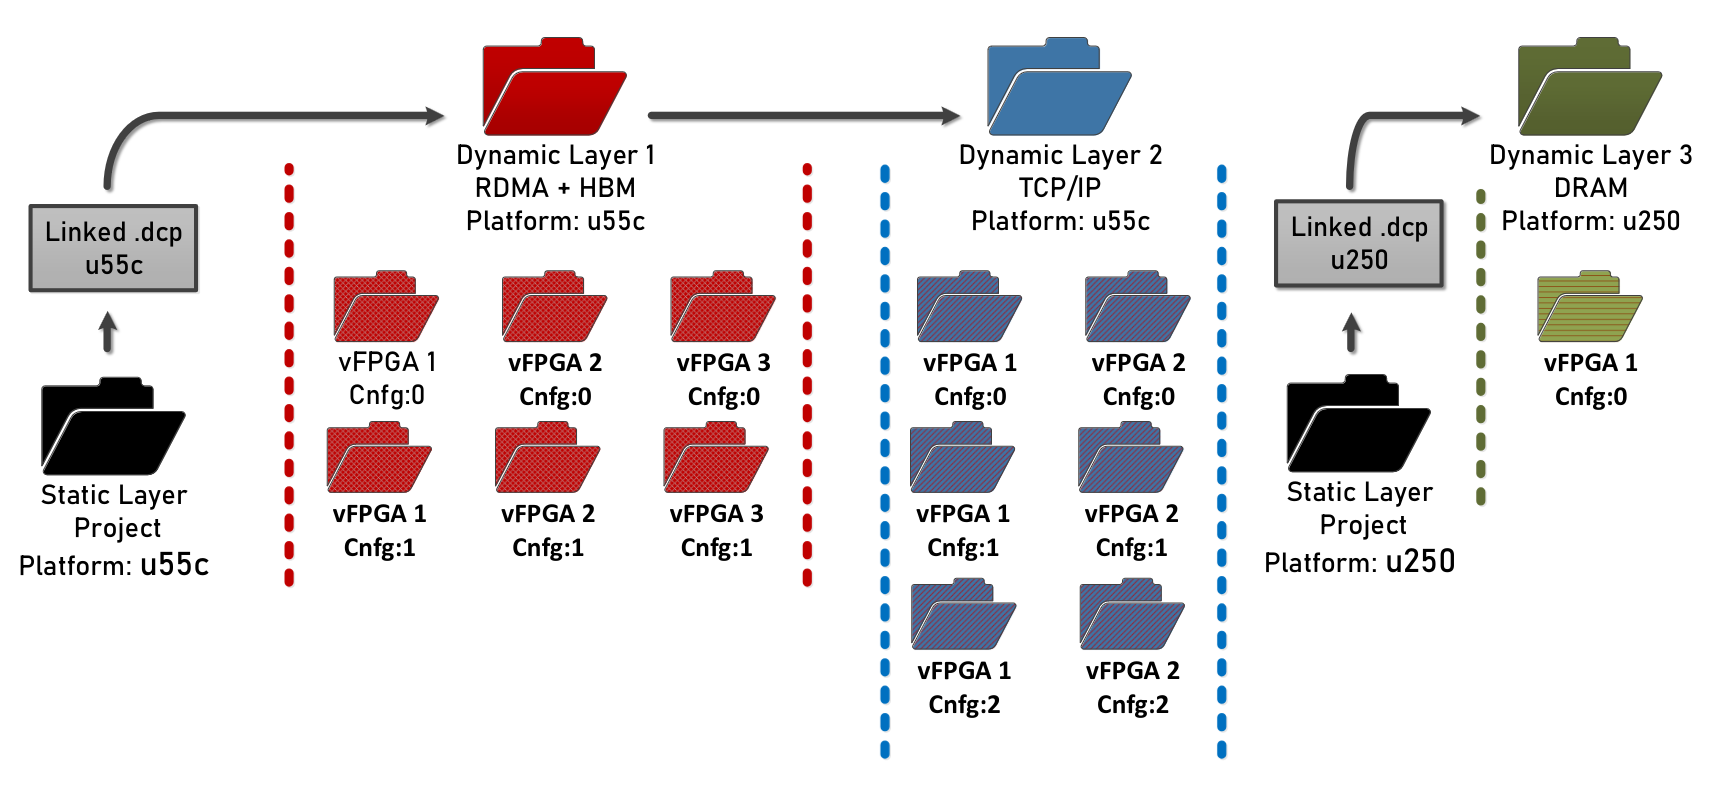 Linked .dcp
u55c
Static Layer
Project
Platform: u55c
Dynamic Layer 1
RDMA + HBM
Platform: u55c
vFPGA 1
Cnfg:0
vFPGA 2
Cnfg:0
vFPGA 3
Cnfg:0
vFPGA 1
Cnfg:1
vFPGA 2
Cnfg:1
vFPGA 3
Cnfg:1
Dynamic Layer 2
TCP/IP
Platform: u55c
vFPGA 1
Cnfg:0
vFPGA 2
Cnfg:0
vFPGA 1
Cnfg:1
vFPGA 2
Cnfg:1
vFPGA 1
Cnfg:2
vFPGA 2
Cnfg:2
Linked .dcp
u250
Static Layer
Project
Platform: u250
Dynamic Layer 3
DRAM
Platform: u250
vFPGA 1
Cnfg:0